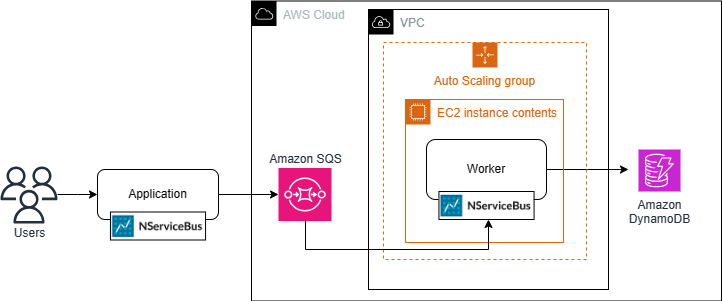 AWS Cloud
VPC
Auto Scaling group
EC2 instance contents
Amazon SQS
Worker
NServiceBus
Application
NServiceBus
Users
Amazon
DynamoDB